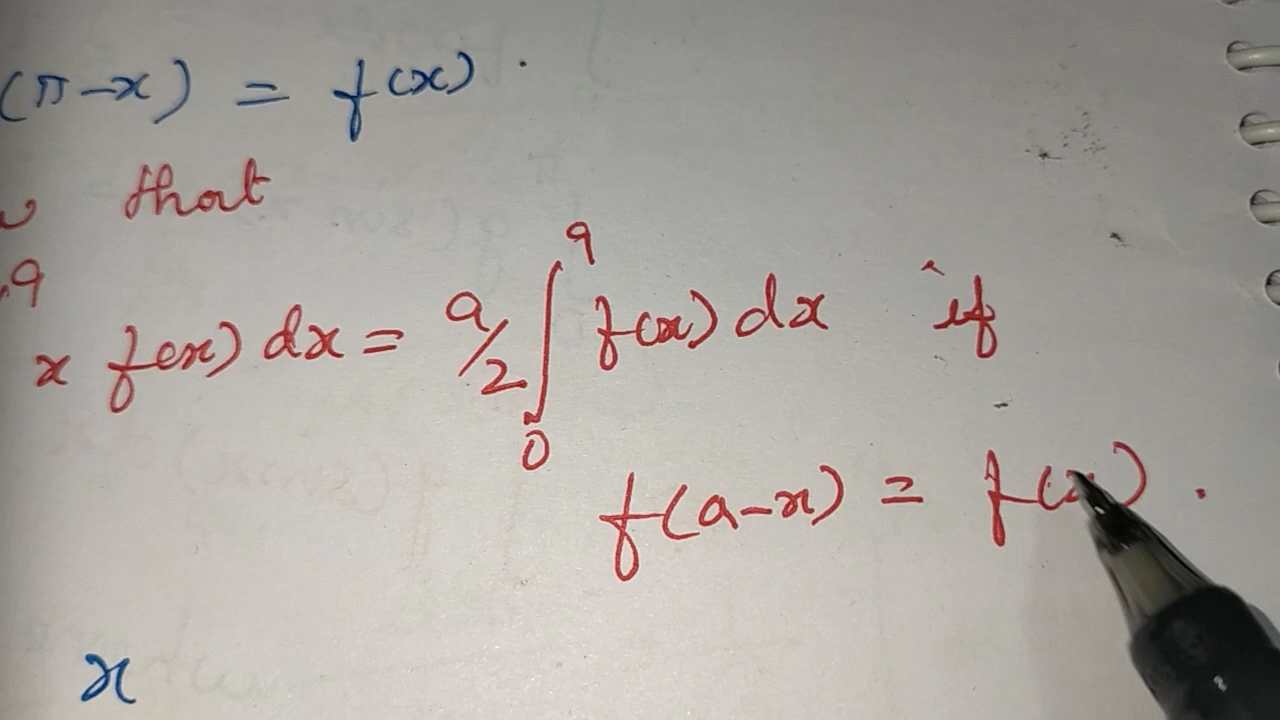 (π-x) = f(x).
that
a
x f(x) dx = a/2 ∫₀ᵃ f(x) dx if
f(a-x) = f(x).
x